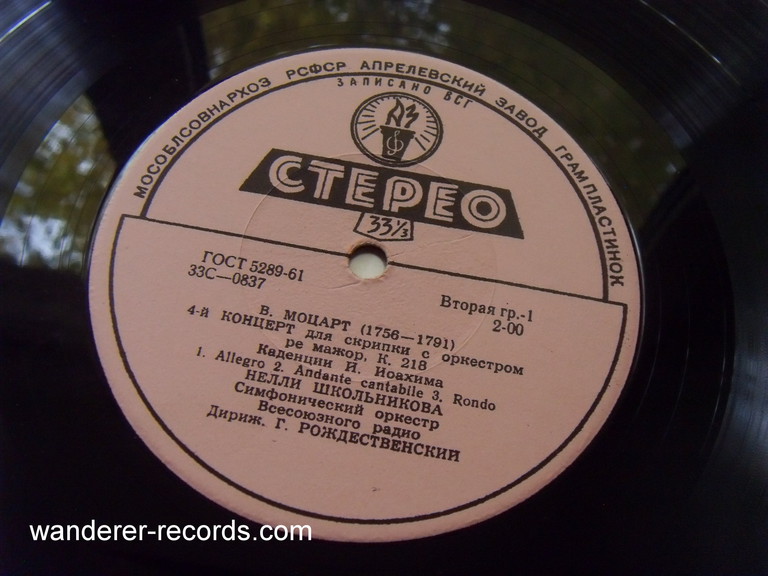 МОСОБЛСОВНАРХОЗ РСФСР АПРЕЛЕВСКИЙ ЗАВОД ГРАМПЛАСТИНОК
ЗАПИСАНО ВСГ
ДЗ
СТЕРЕО
33⅓
ГОСТ 5289-61
33С—0837
Вторая гр.-1
2-00
В. МОЦАРТ (1756—1791)
4-й КОНЦЕРТ для скрипки с оркестром
ре мажор, К. 218
Каденции И. Иоахима
1. Allegro 2. Andante cantabile 3. Rondo
НЕЛЛИ ШКОЛЬНИКОВА
Симфонический оркестр
Всесоюзного радио
Дириж. Г. РОЖДЕСТВЕНСКИЙ
wanderer-records.com